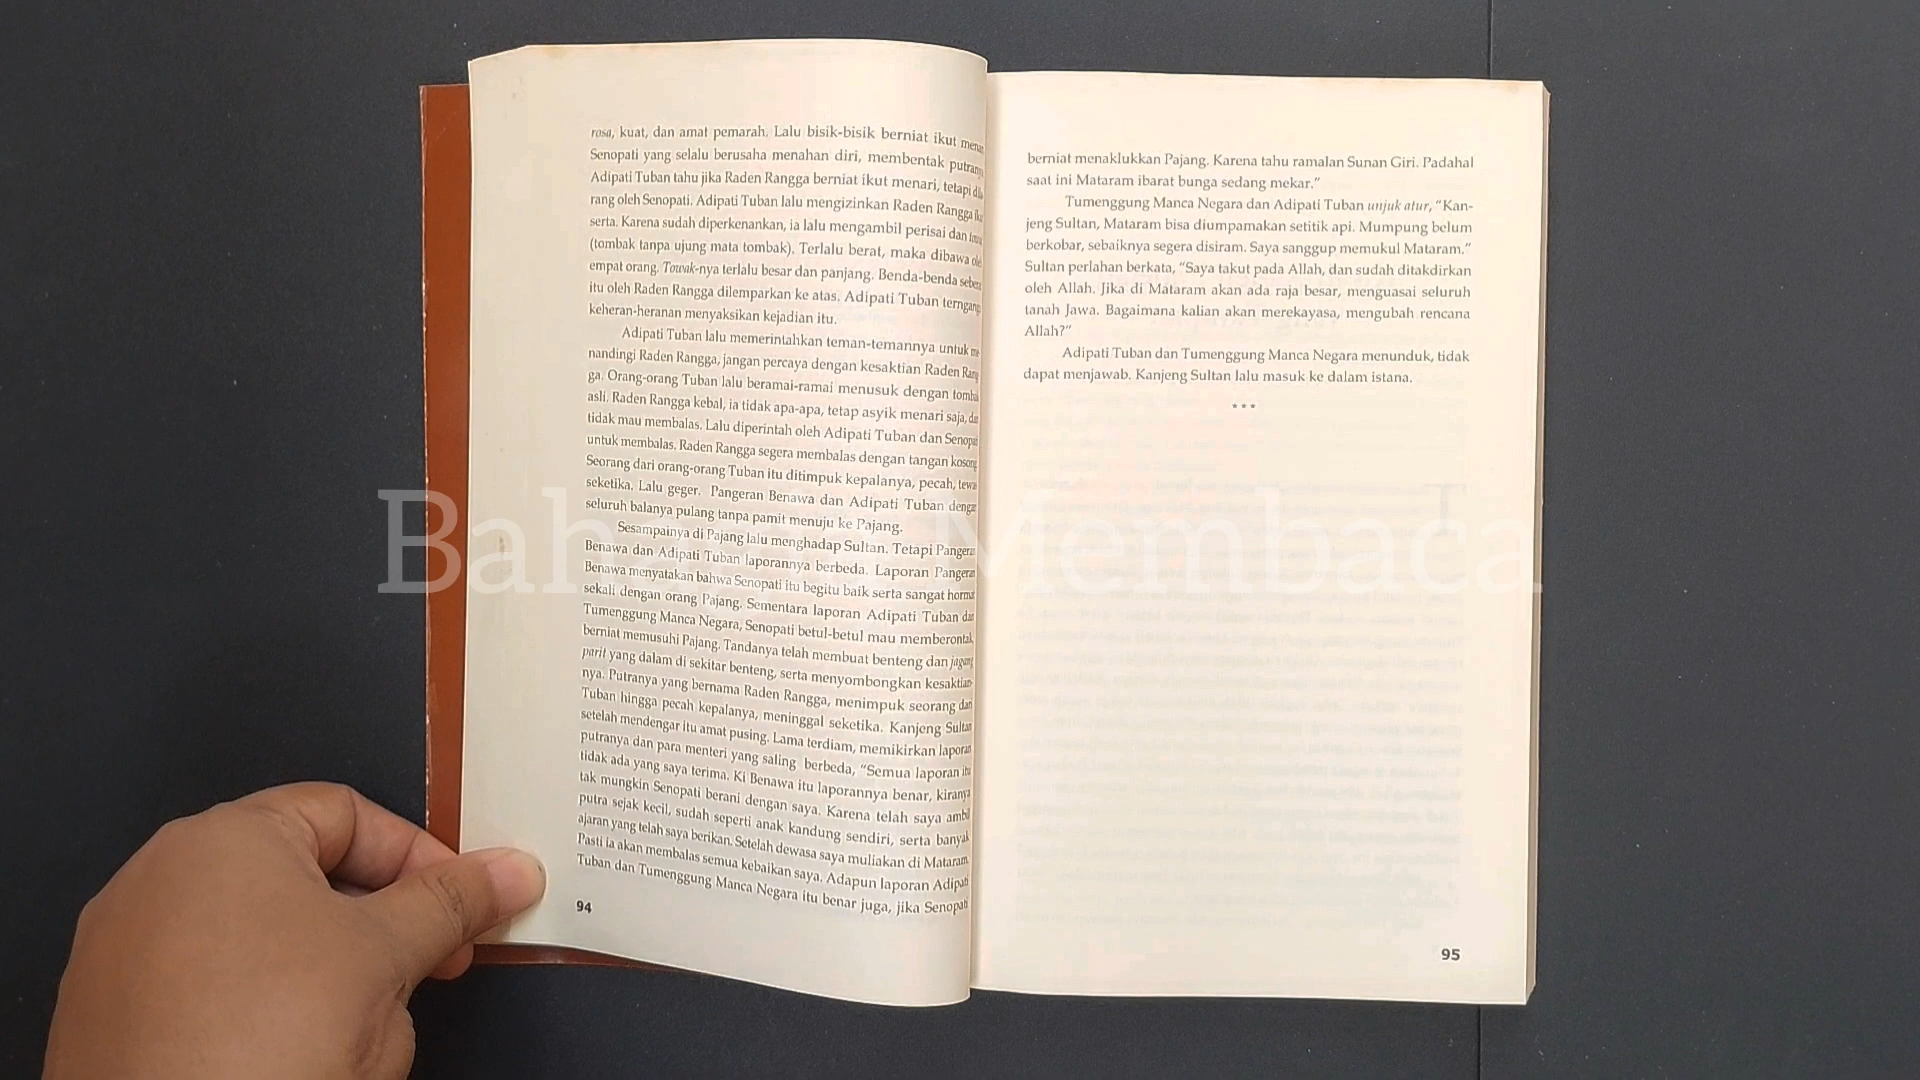 rosa, kuat, dan amat pemarah. Lalu bisik-bisik berniat ikut menar
Senopati yang selalu berusaha menahan diri, membentak putranya
Adipati Tuban tahu jika Raden Rangga berniat ikut menari, tetapi dila
rang oleh Senopati. Adipati Tuban lalu mengizinkan Raden Rangga iku
serta. Karena sudah diperkenankan, ia lalu mengambil perisai dan towa
(tombak tanpa ujung mata tombak). Terlalu berat, maka dibawa ole
empat orang. Towak-nya terlalu besar dan panjang. Benda-benda sebera
itu oleh Raden Rangga dilemparkan ke atas. Adipati Tuban terngang
keheran-heranan menyaksikan kejadian itu.
Adipati Tuban lalu memerintahkan teman-temannya untuk me
nandingi Raden Rangga, jangan percaya dengan kesaktian Raden Rang
ga. Orang-orang Tuban lalu beramai-ramai menusuk dengan tombak
asli. Raden Rangga kebal, ia tidak apa-apa, tetap asyik menari saja, dan
tidak mau membalas. Lalu diperintah oleh Adipati Tuban dan Senopati
untuk membalas. Raden Rangga segera membalas dengan tangan kosong
Seorang dari orang-orang Tuban itu ditimpuk kepalanya, pecah, tewas
seketika. Lalu geger. Pangeran Benawa dan Adipati Tuban dengan
seluruh balanya pulang tanpa pamit menuju ke Pajang.
Sesampainya di Pajang lalu menghadap Sultan. Tetapi Pangeran
Benawa dan Adipati Tuban laporannya berbeda. Laporan Pangeran
Benawa menyatakan bahwa Senopati itu begitu baik serta sangat hormat
sekali dengan orang Pajang. Sementara laporan Adipati Tuban dan
Tumenggung Manca Negara, Senopati betul-betul mau memberontak,
berniat memusuhi Pajang. Tandanya telah membuat benteng dan jagang
parit yang dalam di sekitar benteng, serta menyombongkan kesaktian-
nya. Putranya yang bernama Raden Rangga, menimpuk seorang dari
Tuban hingga pecah kepalanya, meninggal seketika. Kanjeng Sultan
setelah mendengar itu amat pusing. Lama terdiam, memikirkan laporan
putranya dan para menteri yang saling berbeda, “Semua laporan itu
tidak ada yang saya terima. Ki Benawa itu laporannya benar, kiranya
tak mungkin Senopati berani dengan saya. Karena telah saya ambil
putra sejak kecil, sudah seperti anak kandung sendiri, serta banyak
ajaran yang telah saya berikan. Setelah dewasa saya muliakan di Mataram.
Pasti ia akan membalas semua kebaikan saya. Adapun laporan Adipati
Tuban dan Tumenggung Manca Negara itu benar juga, jika Senopati
94
berniat menaklukkan Pajang. Karena tahu ramalan Sunan Giri. Padahal
saat ini Mataram ibarat bunga sedang mekar.”
Tumenggung Manca Negara dan Adipati Tuban unjuk atur, “Kan-
jeng Sultan, Mataram bisa diumpamakan setitik api. Mumpung belum
berkobar, sebaiknya segera disiram. Saya sanggup memukul Mataram.”
Sultan perlahan berkata, “Saya takut pada Allah, dan sudah ditakdirkan
oleh Allah. Jika di Mataram akan ada raja besar, menguasai seluruh
tanah Jawa. Bagaimana kalian akan merekayasa, mengubah rencana
Allah?”
Adipati Tuban dan Tumenggung Manca Negara menunduk, tidak
dapat menjawab. Kanjeng Sultan lalu masuk ke dalam istana.
***
95
Bahagia Membaca